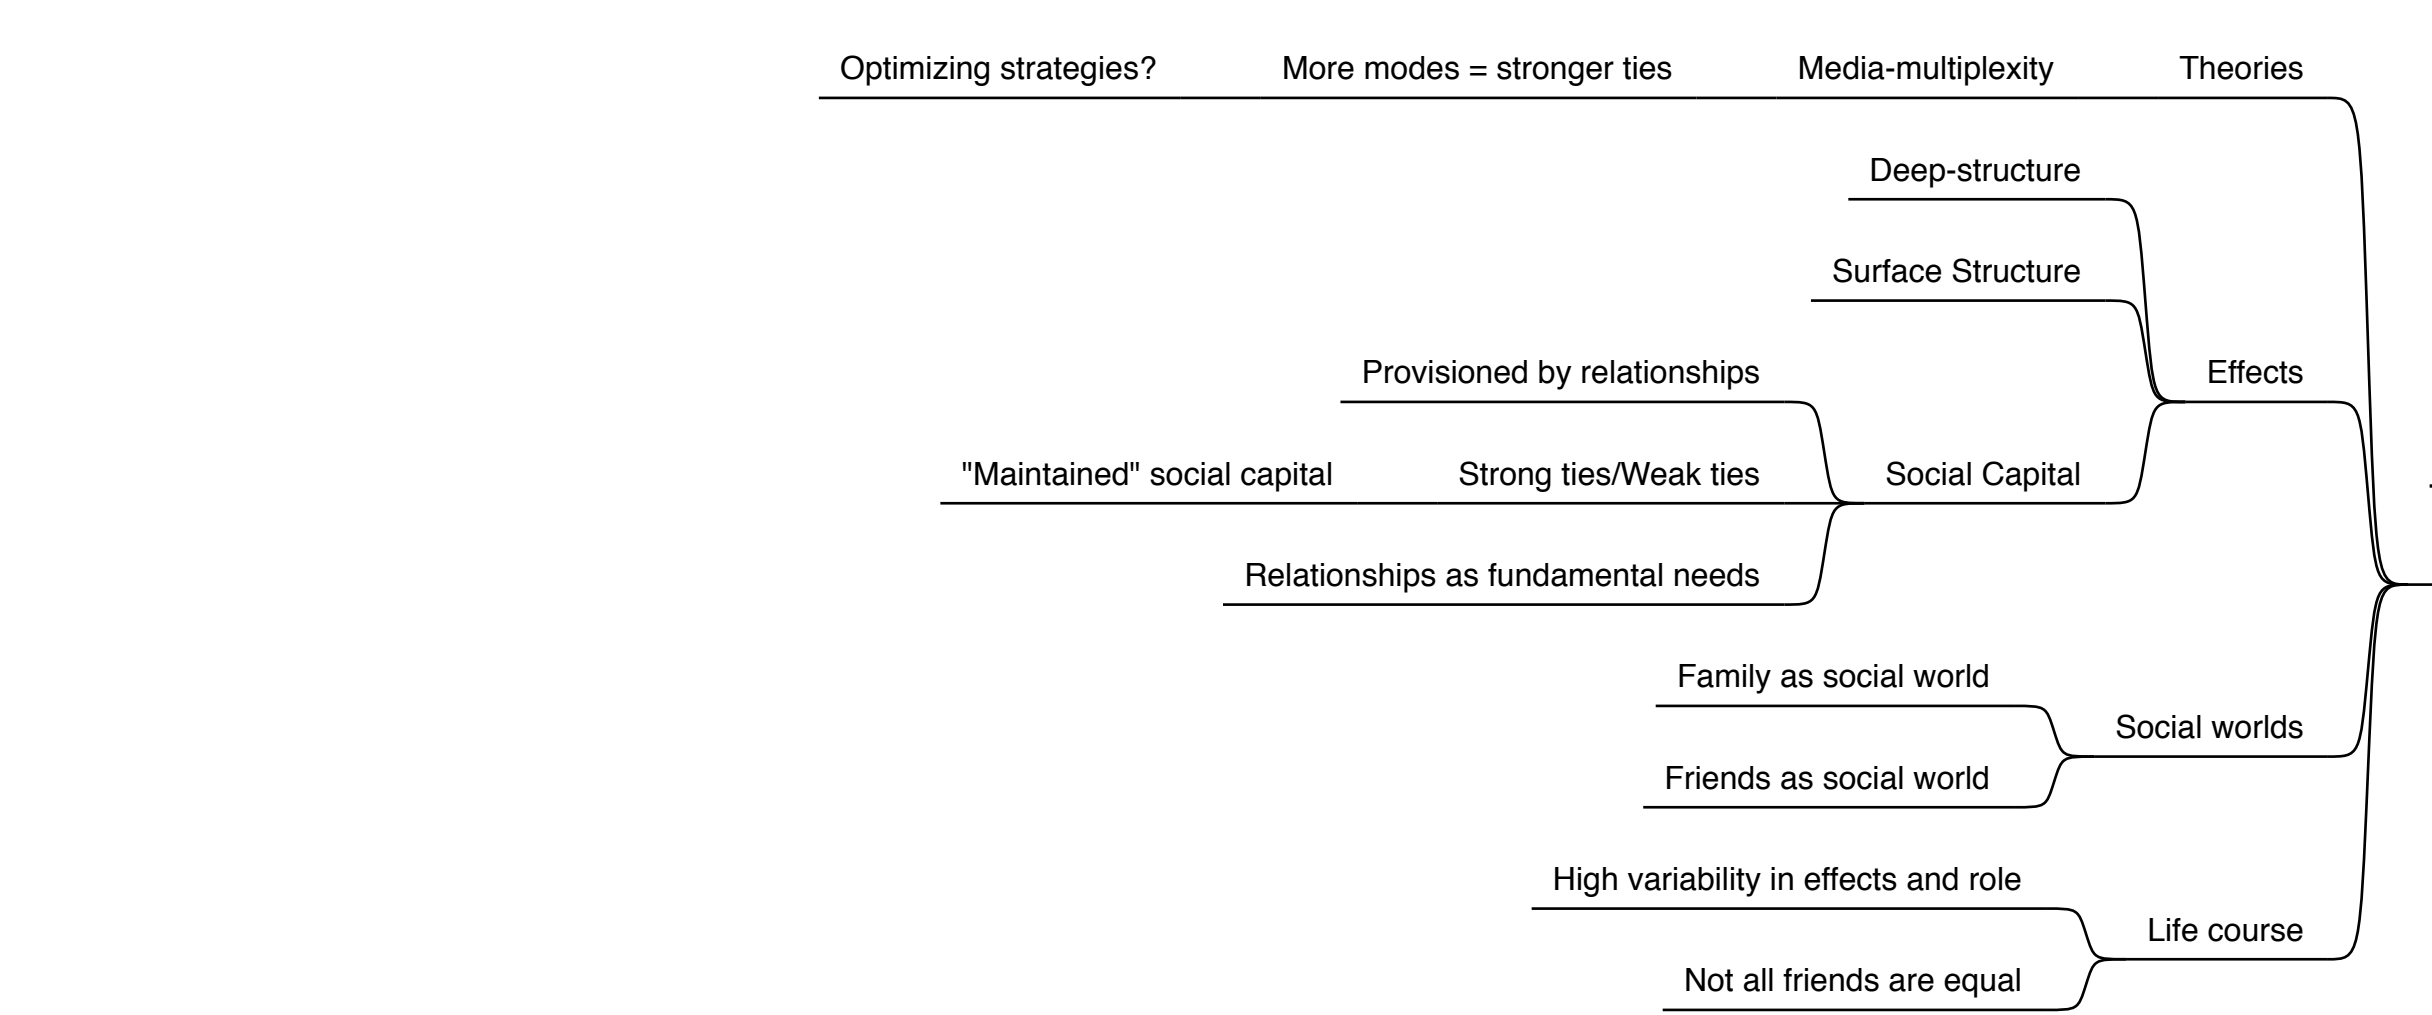 Optimizing strategies? More modes = stronger ties Media-multiplexity Theories
Deep-structure
Surface Structure
Provisioned by relationships Effects
"Maintained" social capital Strong ties/Weak ties Social Capital
Relationships as fundamental needs
Family as social world
Social worlds
Friends as social world
High variability in effects and role
Life course
Not all friends are equal